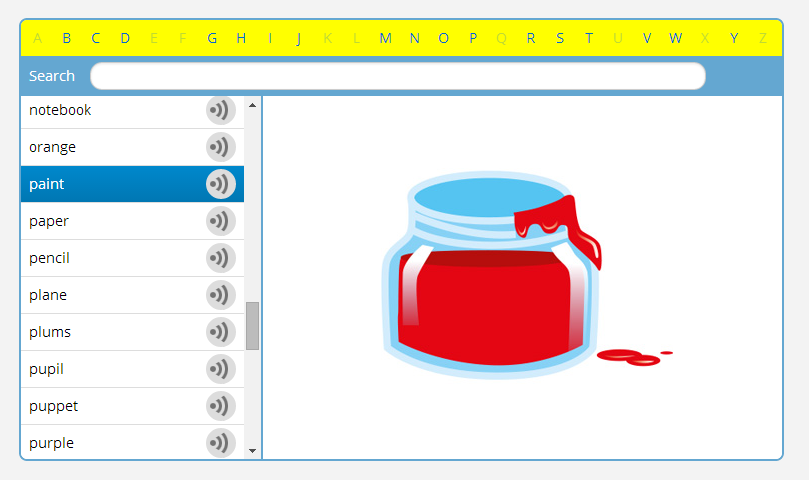 A B C D E F G H I J K L M N O P Q R S T U V W X Y Z
Search
notebook
orange
paint
paper
pencil
plane
plums
pupil
puppet
purple